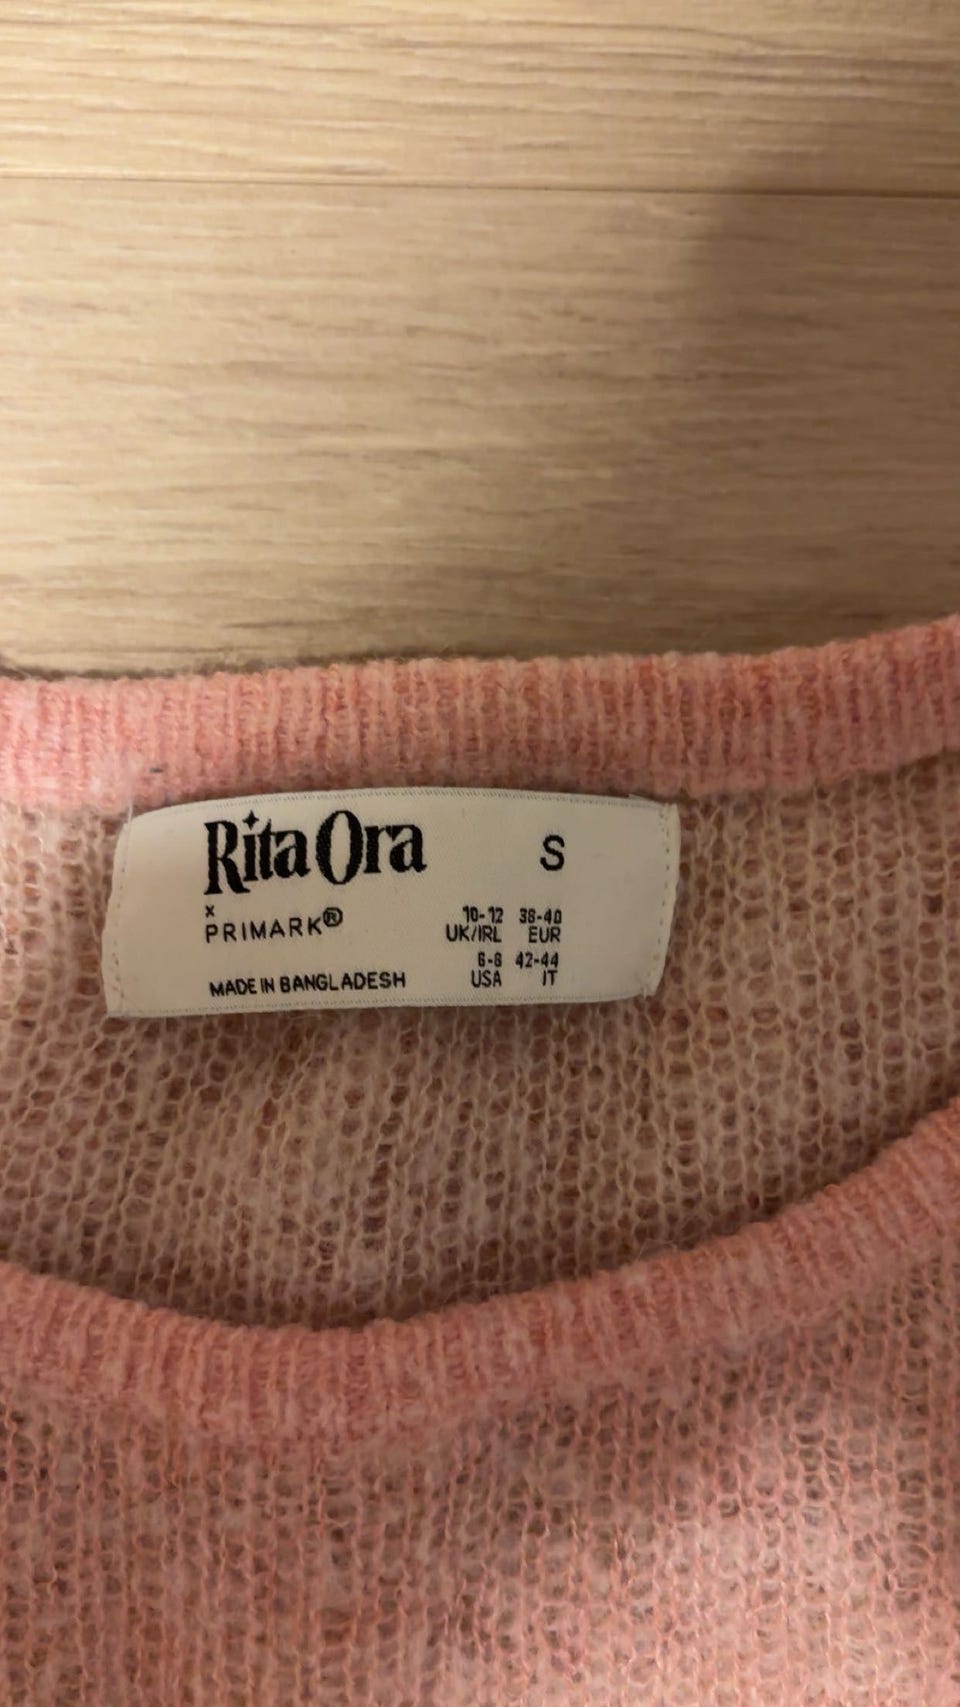 Rita Ora
S
x
PRIMARK®
10-12 38-40
UK/IRL EUR
6-8 42-44
USA IT
MADE IN BANGLADESH